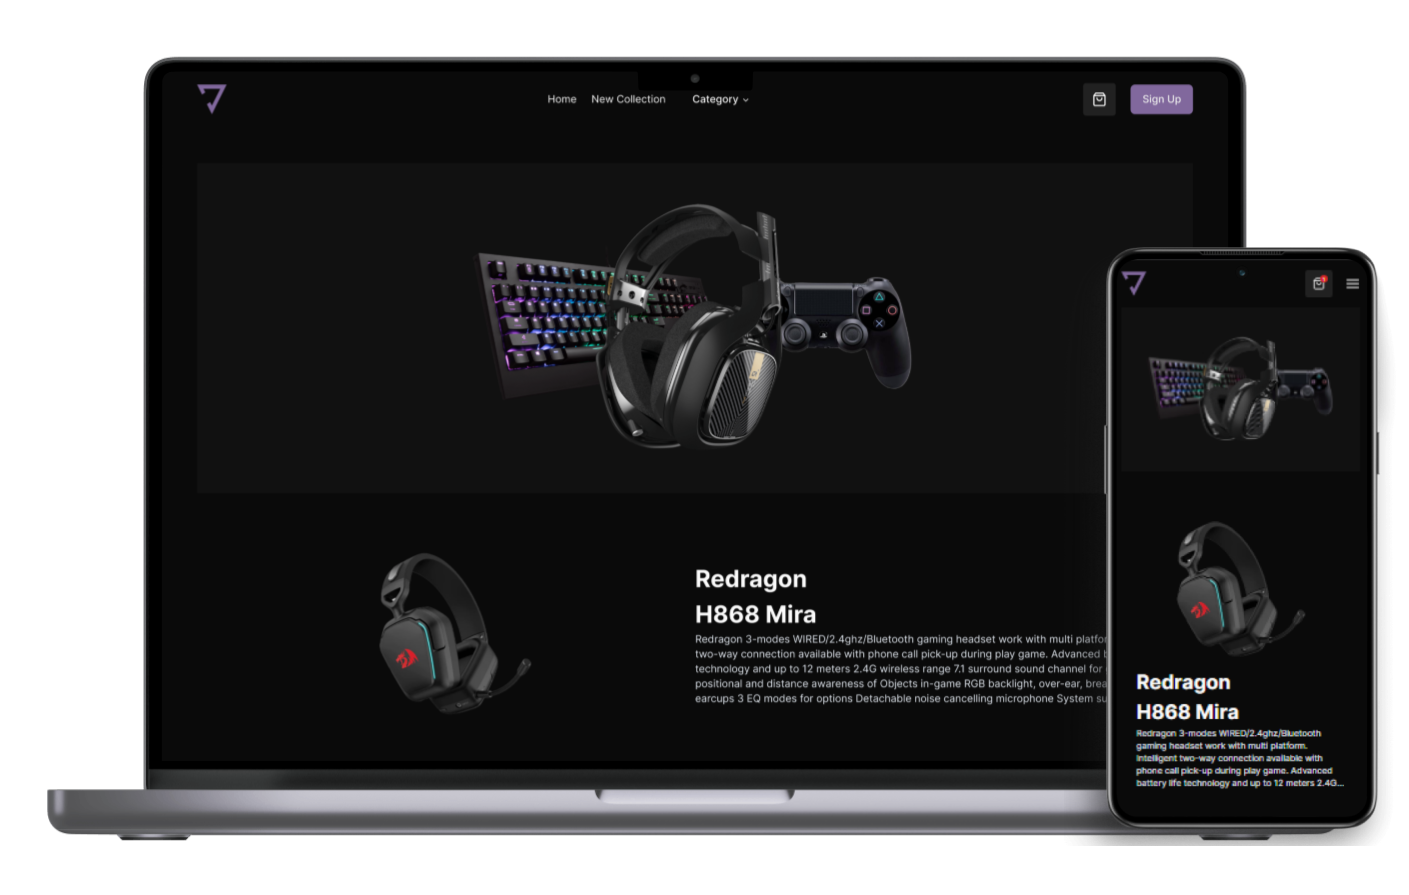 Home New Collection Category
Sign Up
Redragon
H868 Mira
Redragon 3-modes WIRED/2.4ghz/Bluetooth gaming headset work with multi platfor
two-way connection available with phone call pick-up during play game. Advanced
technology and up to 12 meters 2.4G wireless range 7.1 surround sound channel for
positional and distance awareness of Objects in-game RGB backlight, over-ear, brea
earcups 3 EQ modes for options Detachable noise cancelling microphone System su
Redragon
H868 Mira
Redragon 3-modes WIRED/2.4ghz/Bluetooth
gaming headset work with multi platform.
Intelligent two-way connection available with
phone call pick-up during play game. Advanced
battery life technology and up to 12 meters 2.4G...